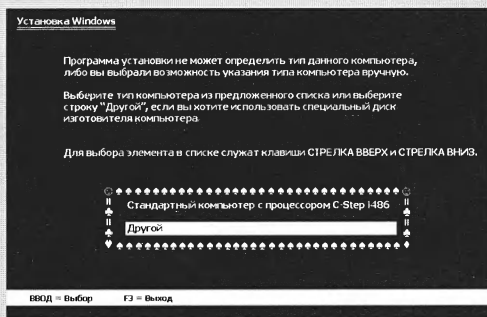 Установка Windows
Программа установки не может определить тип данного компьютера,
либо вы выбрали возможность указания типа компьютера вручную.
Выберите тип компьютера из предложенного списка или выберите
строку "Другой", если вы хотите использовать специальный диск
изготовителя компьютера.
Для выбора элемента в списке служат клавиши СТРЕЛКА ВВЕРХ и СТРЕЛКА ВНИЗ.
Стандартный компьютер с процессором C-Step i486
Другой
ВВОД = Выбор F3 = Выход